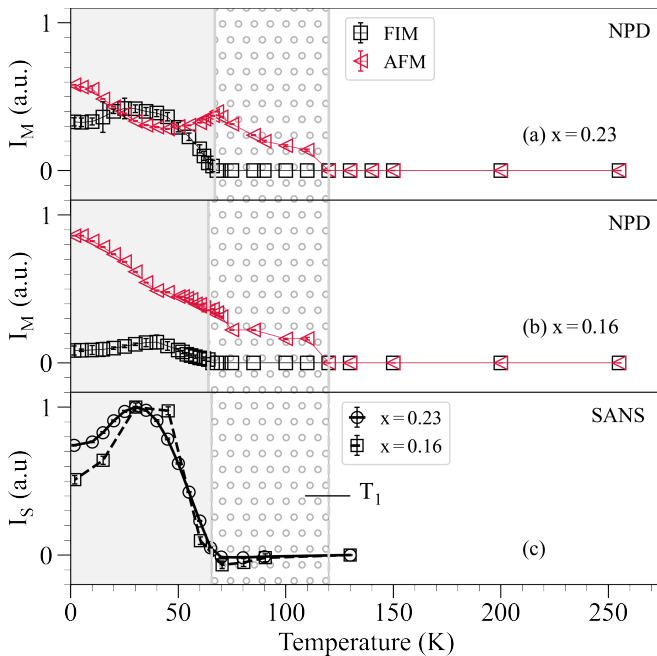 1
FIM
AFM
NPD
I_M (a.u.)
(a) x = 0.23
0
1
NPD
I_M (a.u.)
(b) x = 0.16
0
1
x = 0.23
x = 0.16
SANS
I_S (a.u)
T_1
0
(c)
0 50 100 150 200 250
Temperature (K)